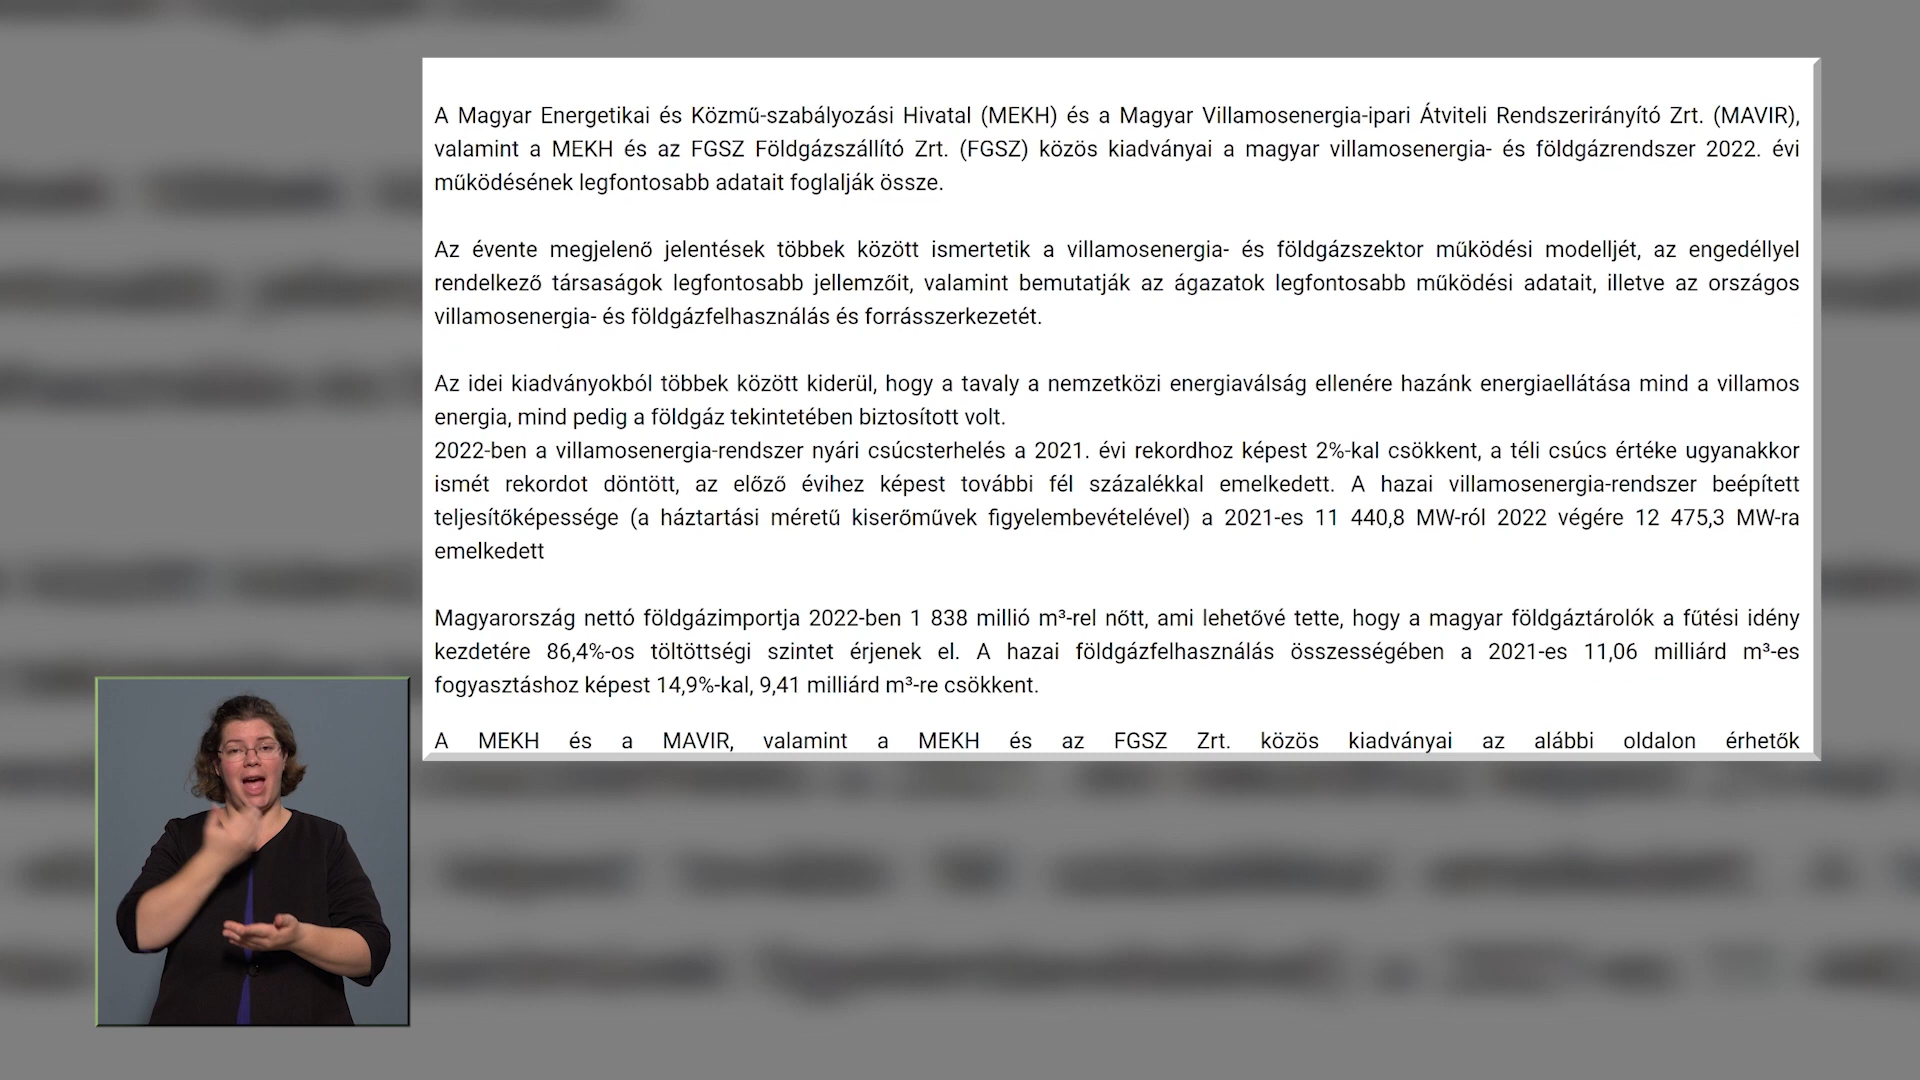 A Magyar Energetikai és Közmű-szabályozási Hivatal (MEKH) és a Magyar Villamosenergia-ipari Átviteli Rendszerirányító Zrt. (MAVIR),
valamint a MEKH és az FGSZ Földgázszállító Zrt. (FGSZ) közös kiadványai a magyar villamosenergia- és földgázrendszer 2022. évi
működésének legfontosabb adatait foglalják össze.
Az évente megjelenő jelentések többek között ismertetik a villamosenergia- és földgázszektor működési modelljét, az engedéllyel
rendelkező társaságok legfontosabb jellemzőit, valamint bemutatják az ágazatok legfontosabb működési adatait, illetve az országos
villamosenergia- és földgázfelhasználás és forrásszerkezetét.
Az idei kiadványokból többek között kiderül, hogy a tavaly a nemzetközi energiaválság ellenére hazánk energiaellátása mind a villamos
energia, mind pedig a földgáz tekintetében biztosított volt.
2022-ben a villamosenergia-rendszer nyári csúcsterhelés a 2021. évi rekordhoz képest 2%-kal csökkent, a téli csúcs értéke ugyanakkor
ismét rekordot döntött, az előző évihez képest további fél százalékkal emelkedett. A hazai villamosenergia-rendszer beépített
teljesítőképessége (a háztartási méretű kiserőművek figyelembevételével) a 2021-es 11 440,8 MW-ról 2022 végére 12 475,3 MW-ra
emelkedett
Magyarország nettó földgázimportja 2022-ben 1 838 millió m³-rel nőtt, ami lehetővé tette, hogy a magyar földgáztárolók a fűtési idény
kezdetére 86,4%-os töltöttségi szintet érjenek el. A hazai földgázfelhasználás összességében a 2021-es 11,06 milliárd m³-es
fogyasztáshoz képest 14,9%-kal, 9,41 milliárd m³-re csökkent.
A MEKH és a MAVIR, valamint a MEKH és az FGSZ Zrt. közös kiadványai az alábbi oldalon érhetők